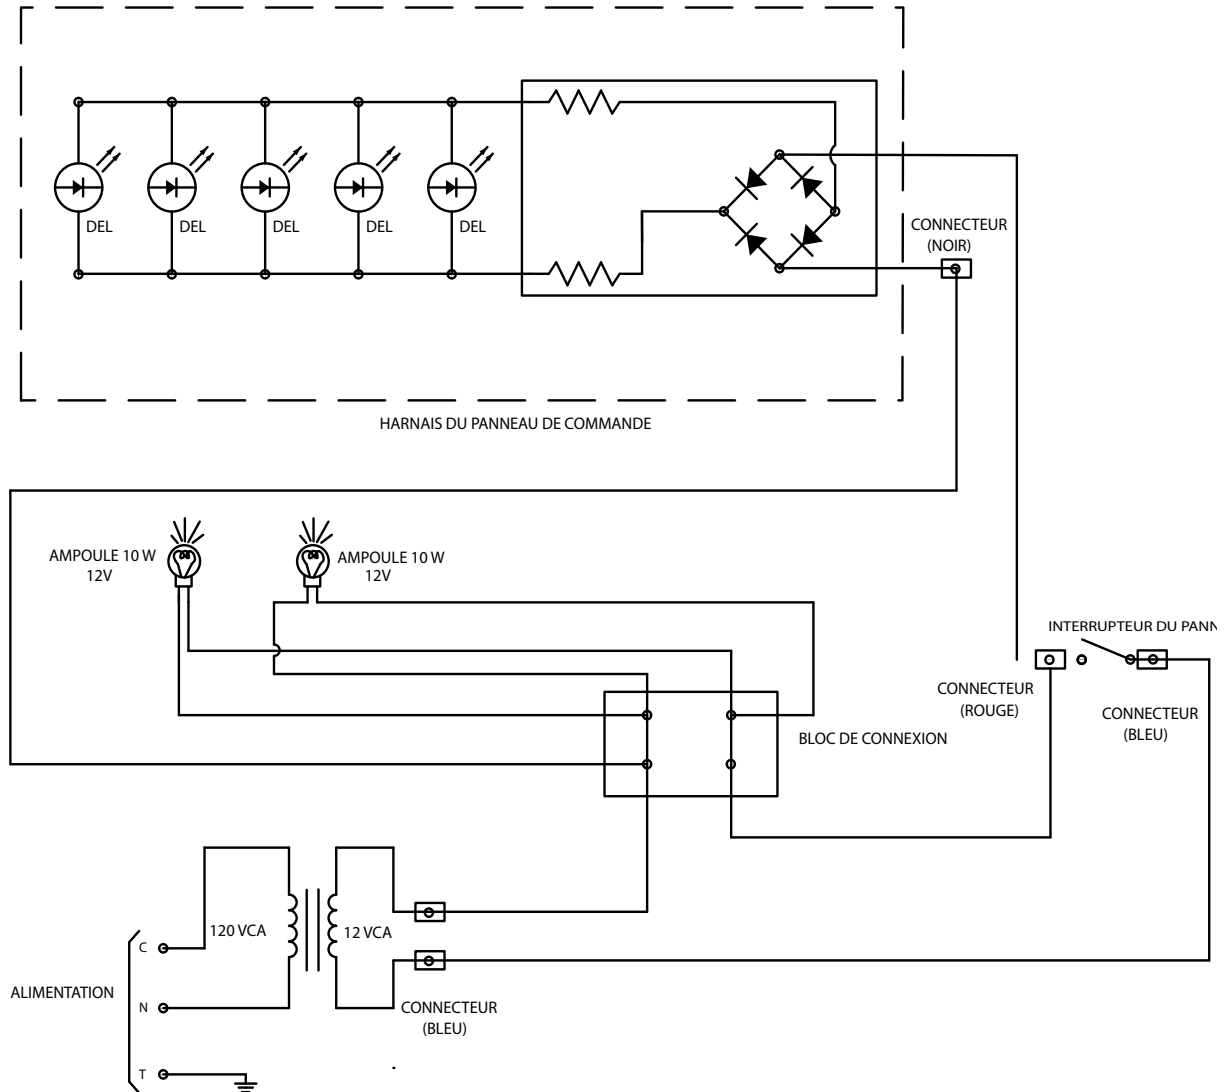 DEL
DEL
DEL
DEL
DEL
CONNECTEUR
(NOIR)
HARNAIS DU PANNEAU DE COMMANDE
AMPOULE 10 W
12V
AMPOULE 10 W
12V
INTERRUPTEUR DU PANN
CONNECTEUR
(ROUGE)
CONNECTEUR
(BLEU)
BLOC DE CONNEXION
120 VCA
12 VCA
C
ALIMENTATION
N
CONNECTEUR
(BLEU)
T